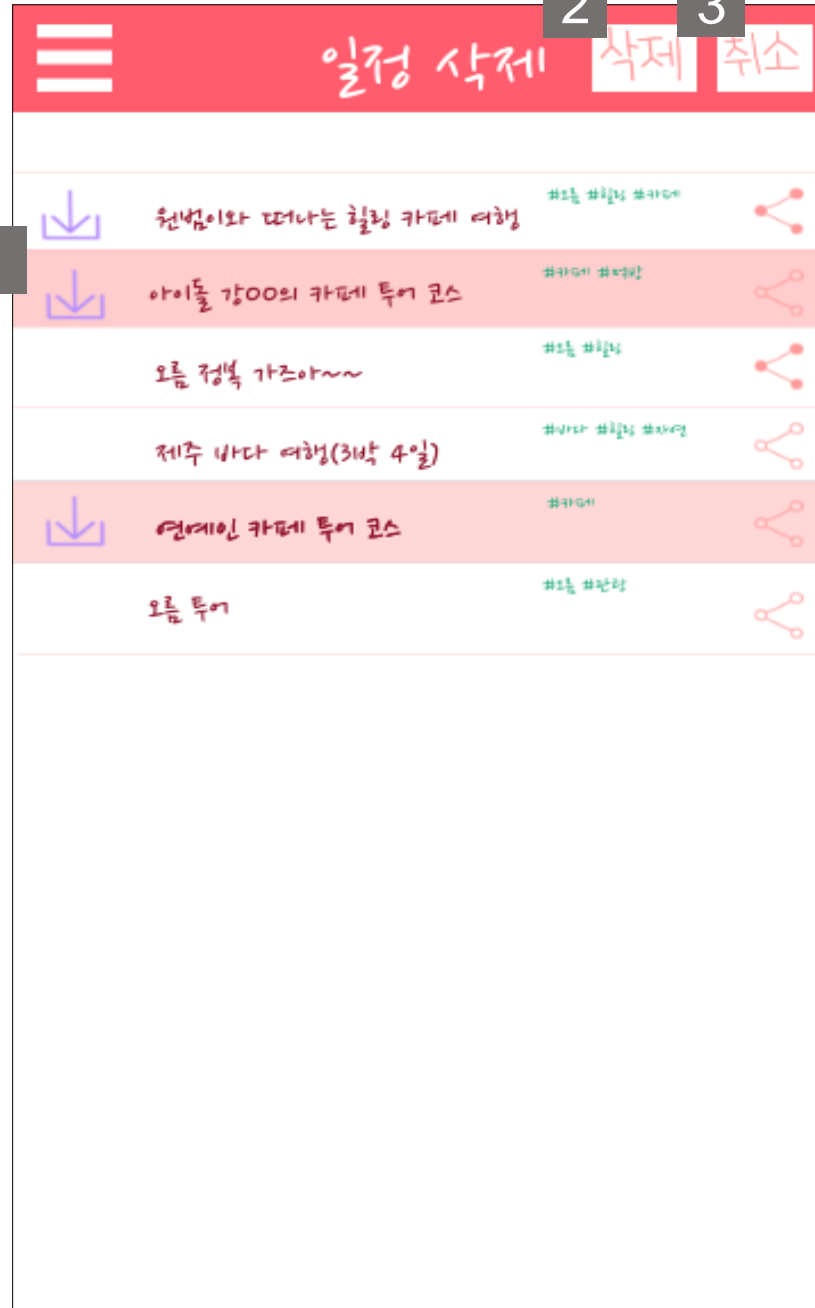 2 3
일정 삭제 삭제 취소
원범이와 떠나는 힐링 카페 여행 #오름 #힐링 #카페
아이돌 강OO의 카페 투어 코스 #카페 #먹방
오름 정복 가즈아~~ #오름 #힐링
제주 바다 여행(3박 4일) #바다 #힐링 #자연
연예인 카페 투어 코스 #카페
오름 투어 #오름 #관광